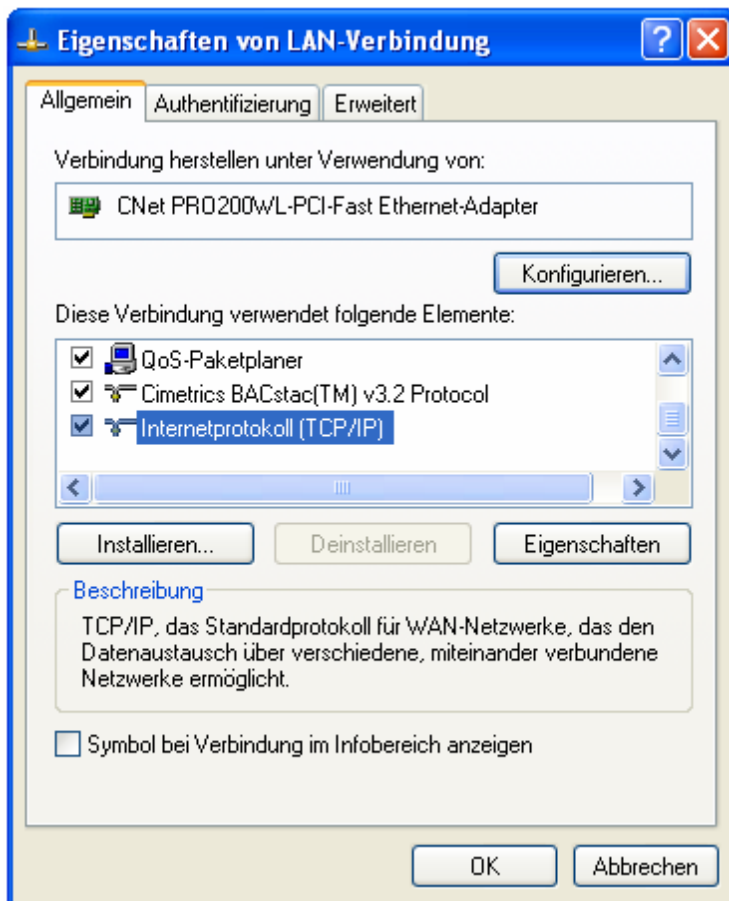 Eigenschaften von LAN-Verbindung
Allgemein
Authentifizierung
Erweitert
Verbindung herstellen unter Verwendung von:
CNet PRO200WL-PCI-Fast Ethernet-Adapter
Konfigurieren...
Diese Verbindung verwendet folgende Elemente:
QoS-Paketplaner
Cimetrics BACstac(TM) v3.2 Protocol
Internetprotokoll (TCP/IP)
Installieren...
Deinstallieren
Eigenschaften
Beschreibung
TCP/IP, das Standardprotokoll für WAN-Netzwerke, das den
Datenaustausch über verschiedene, miteinander verbundene
Netzwerke ermöglicht.
Symbol bei Verbindung im Infobereich anzeigen
OK
Abbrechen